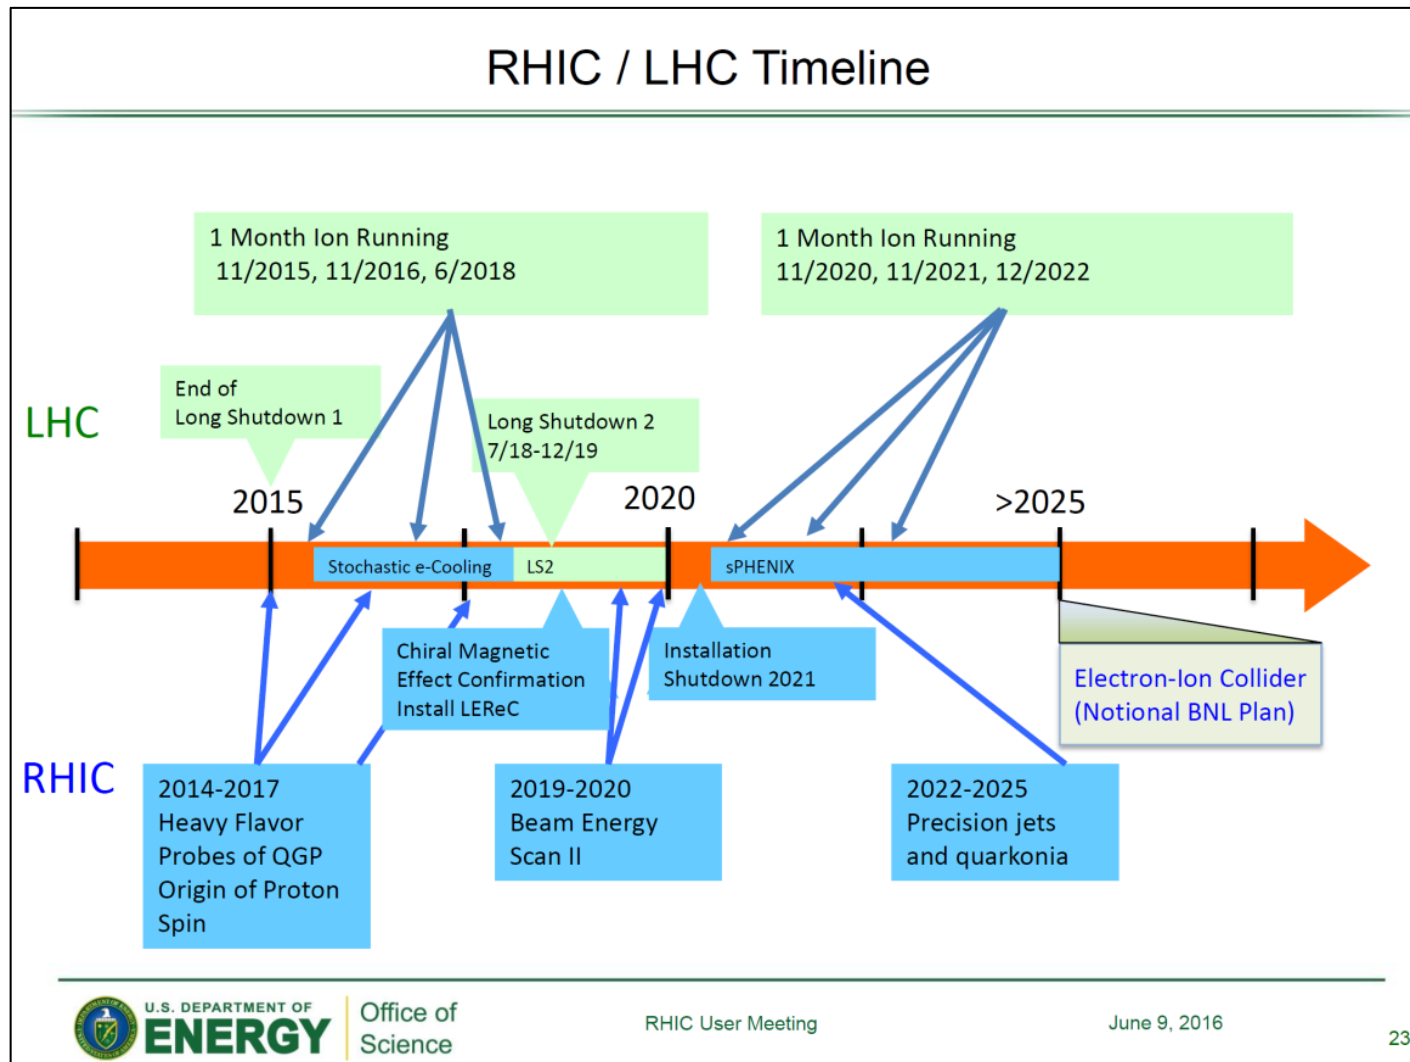 RHIC / LHC Timeline
1 Month Ion Running
11/2015, 11/2016, 6/2018
1 Month Ion Running
11/2020, 11/2021, 12/2022
End of
Long Shutdown 1
LHC
Long Shutdown 2
7/18-12/19
2015
2020
>2025
Stochastic e-Cooling
LS2
sPHENIX
Chiral Magnetic
Effect Confirmation
Install LEReC
Installation
Shutdown 2021
Electron-Ion Collider
(Notional BNL Plan)
RHIC
2014-2017
Heavy Flavor
Probes of QGP
Origin of Proton
Spin
2019-2020
Beam Energy
Scan II
2022-2025
Precision jets
and quarkonia
U.S. DEPARTMENT OF
ENERGY
Office of
Science
RHIC User Meeting
June 9, 2016
23